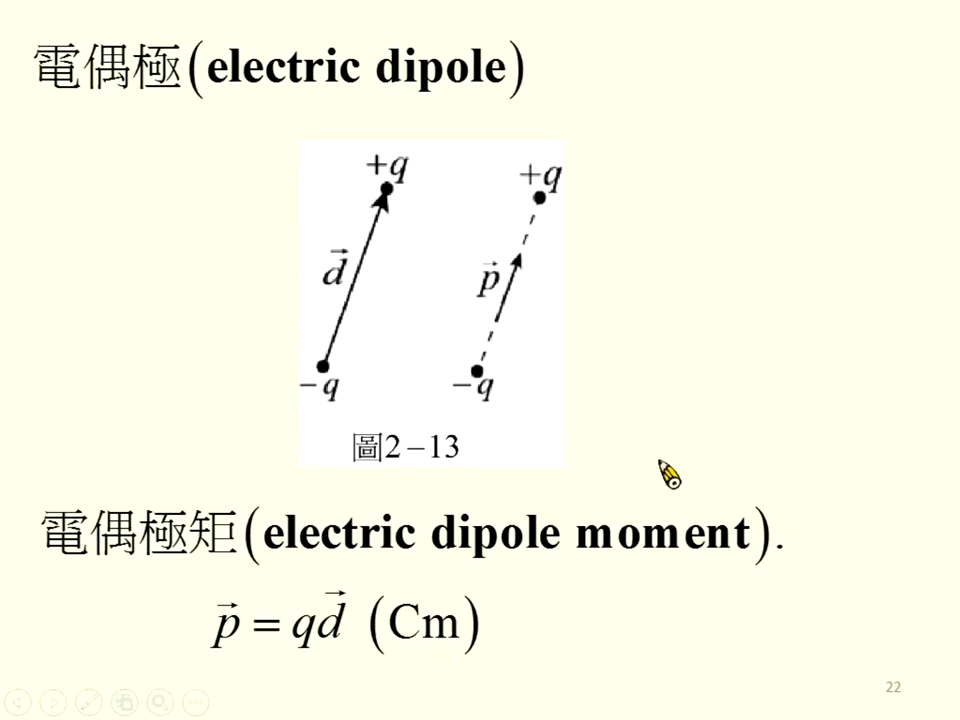 電偶極(electric dipole)
+q +q
d⃗ p⃗
−q −q
圖2−13
電偶極矩(electric dipole moment).
p⃗ = qd⃗ (Cm)
22